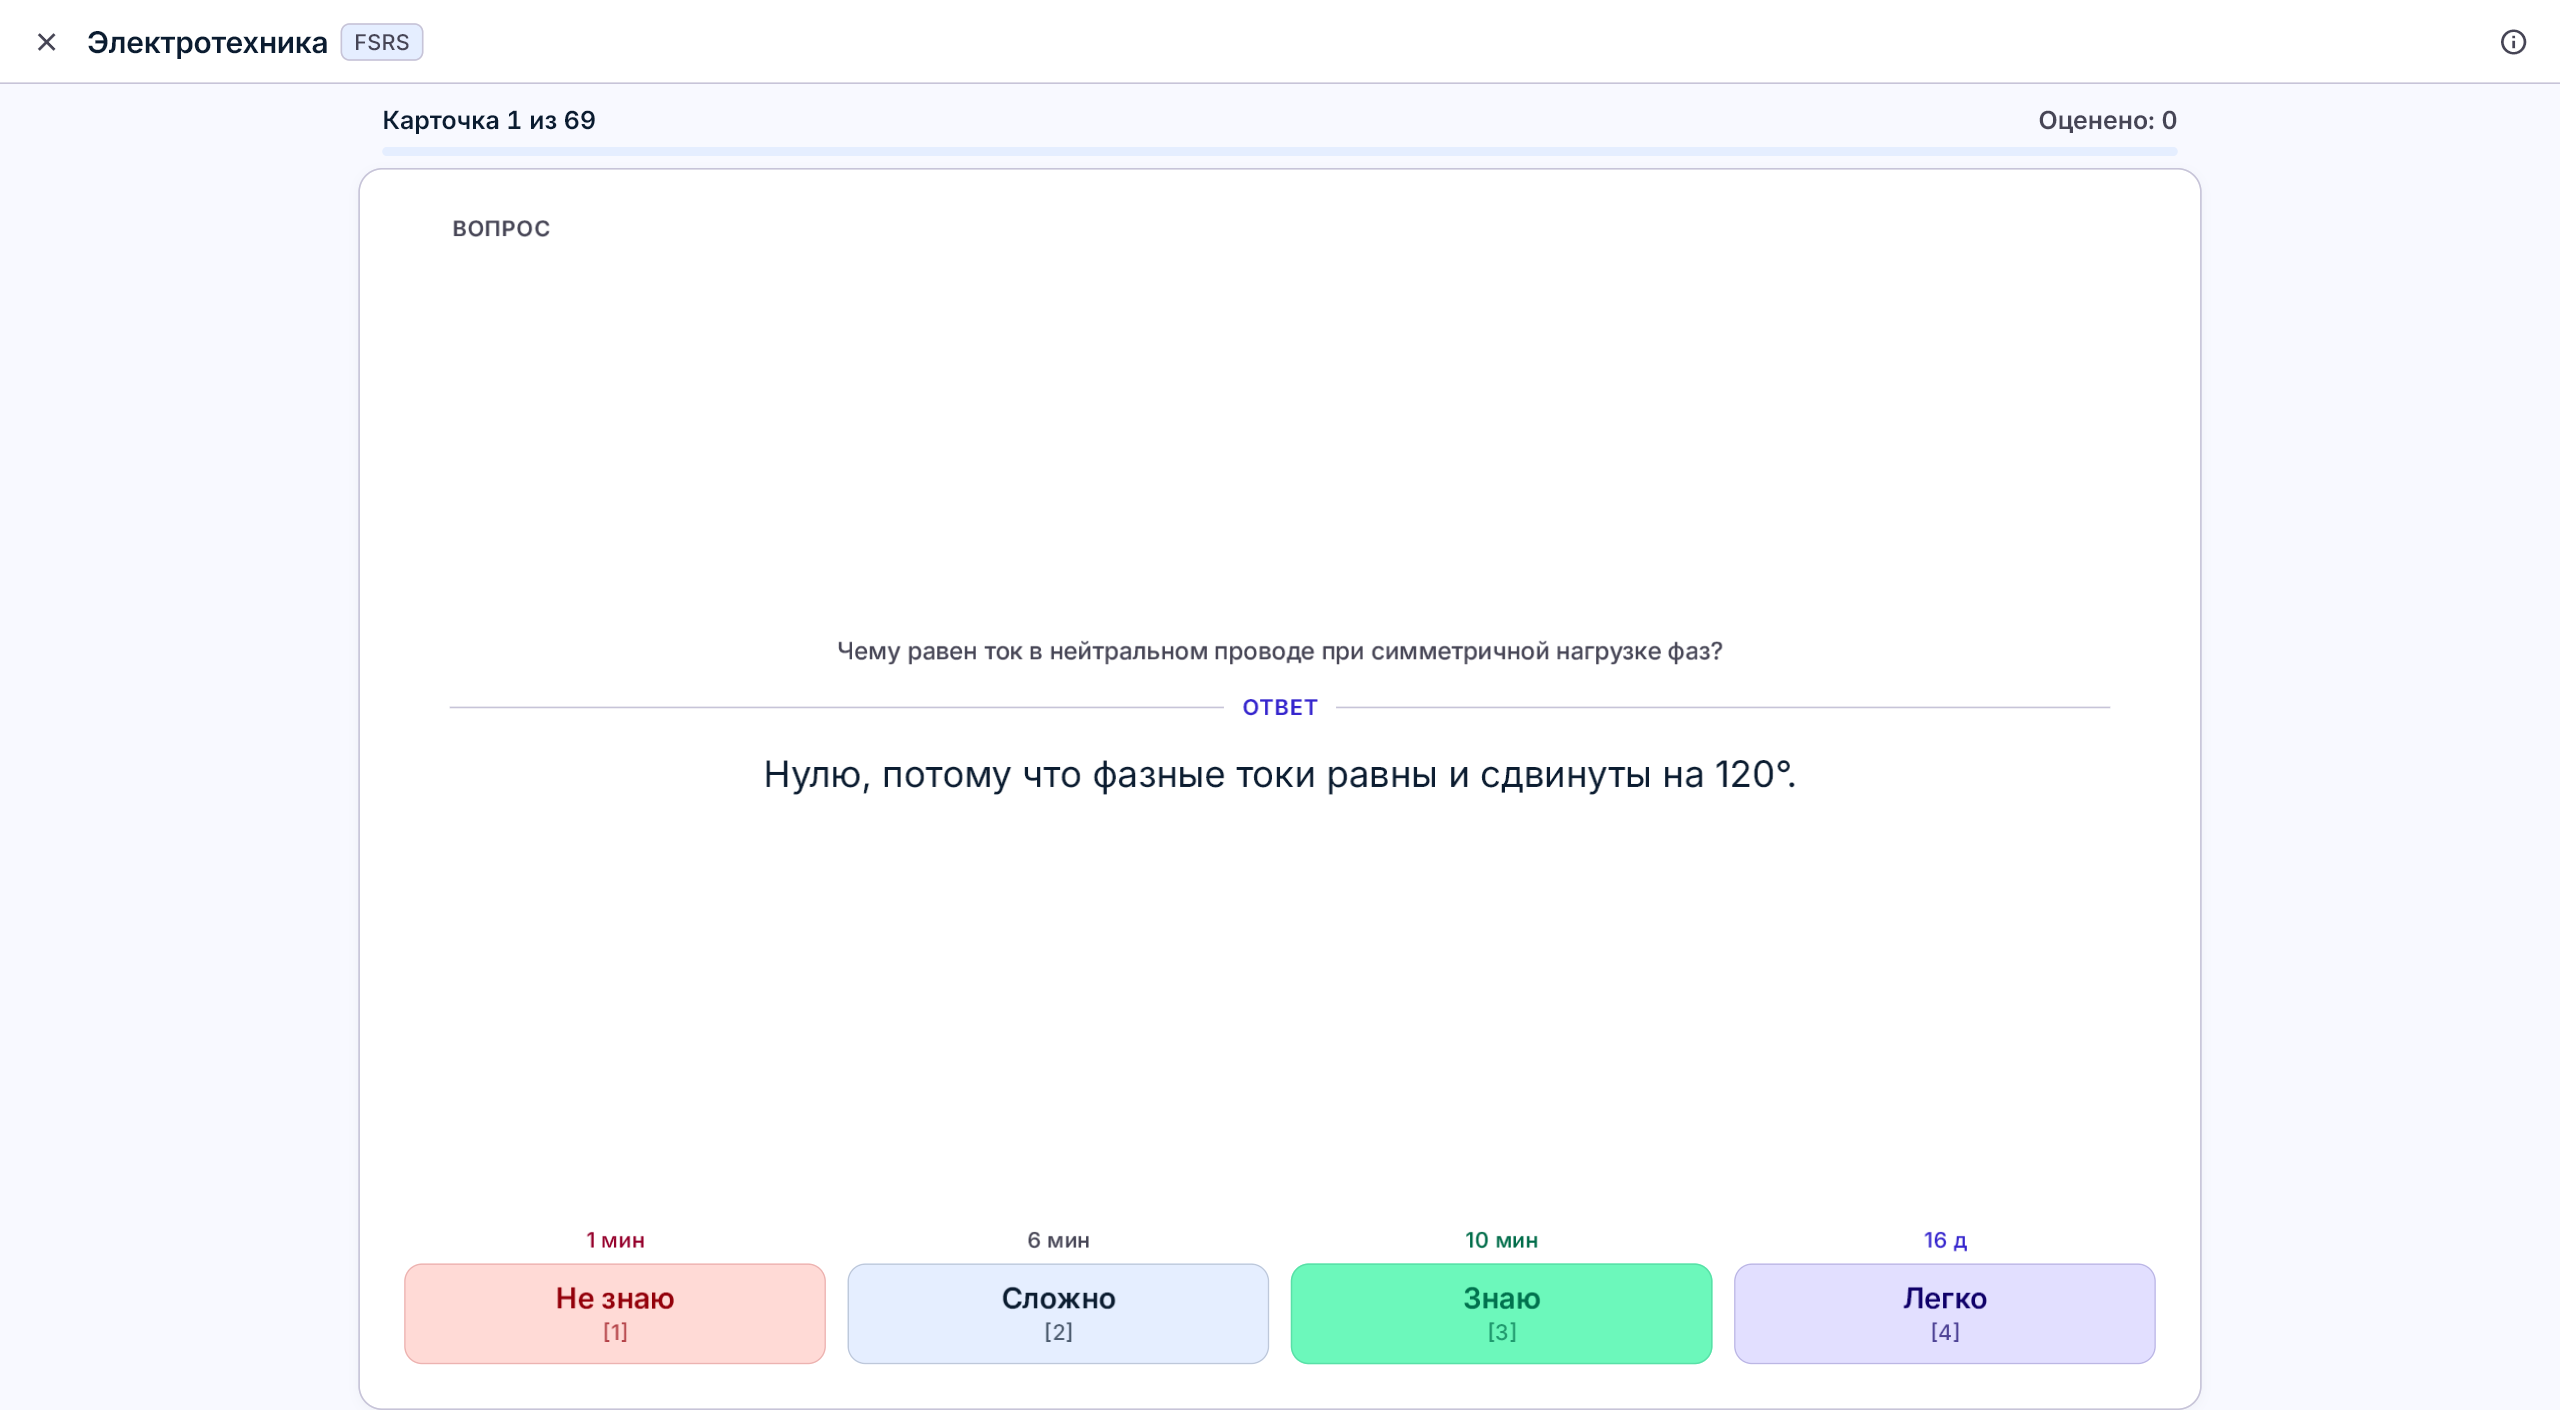 Электротехника FSRS
Карточка 1 из 69
Оценено: 0
ВОПРОС
Чему равен ток в нейтральном проводе при симметричной нагрузке фаз?
ОТВЕТ
Нулю, потому что фазные токи равны и сдвинуты на 120°.
1 мин
Не знаю
[1]
6 мин
Сложно
[2]
10 мин
Знаю
[3]
16 д
Легко
[4]